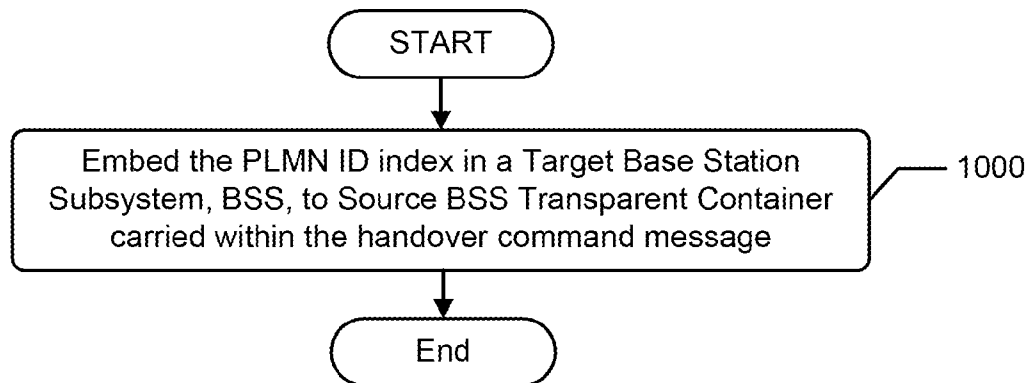 START
Embed the PLMN ID index in a Target Base Station
Subsystem, BSS, to Source BSS Transparent Container
carried within the handover command message
1000
End